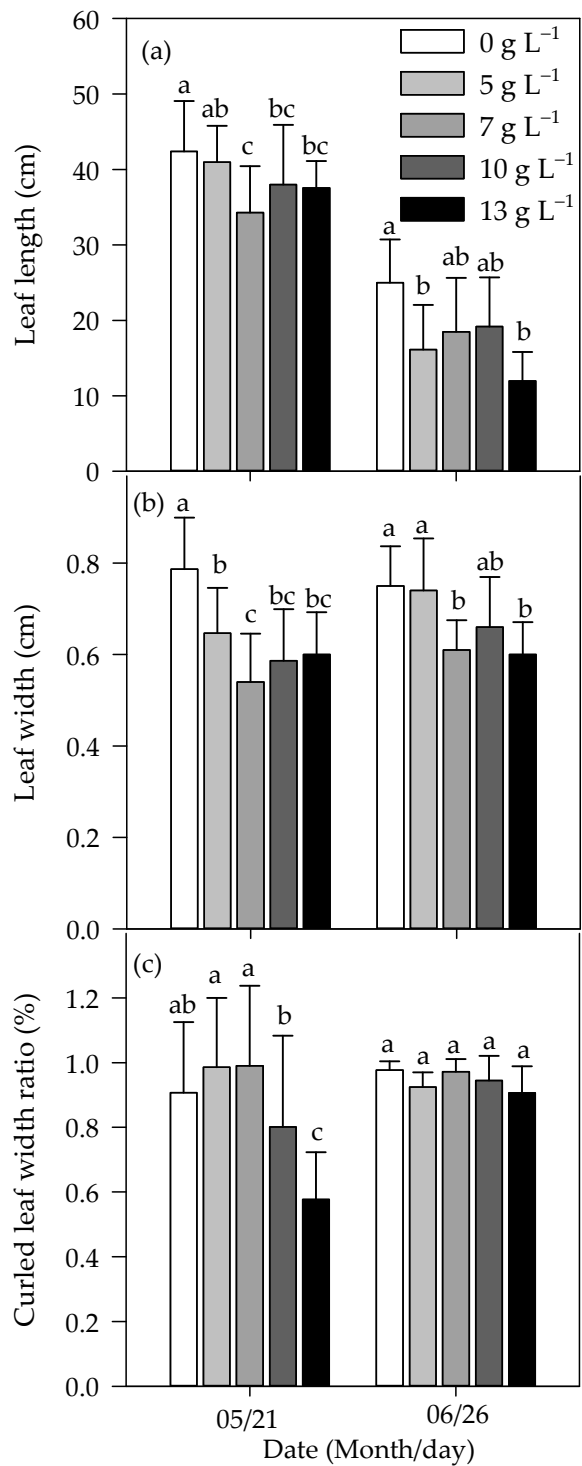 (a)
0 g L⁻¹
5 g L⁻¹
7 g L⁻¹
10 g L⁻¹
13 g L⁻¹
60
50
40
30
20
10
0
Leaf length (cm)
a ab c bc bc
a b ab ab b
(b)
0.8
0.6
0.4
0.2
0.0
Leaf width (cm)
a b c bc bc
a a b ab b
(c)
1.2
1.0
0.8
0.6
0.4
0.2
0.0
Curled leaf width ratio (%)
ab a a b c
a a a a a
05/21 06/26
Date (Month/day)